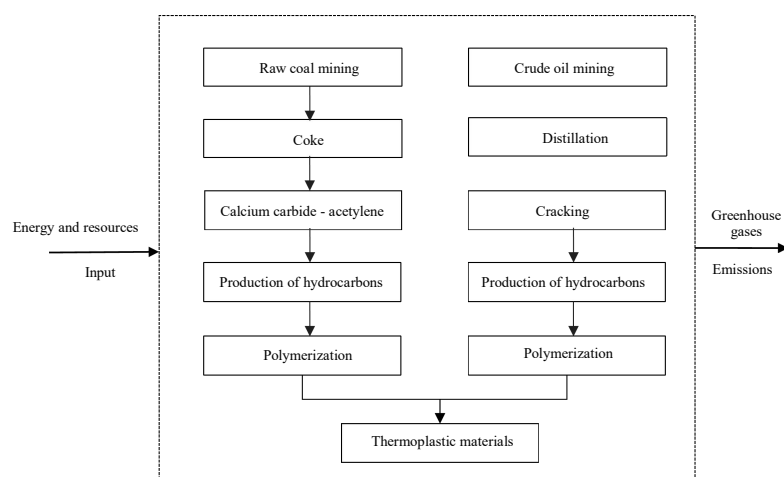 Raw coal mining
Crude oil mining
Coke
Distillation
Calcium carbide - acetylene
Cracking
Energy and resources
Input
Greenhouse
gases
Emissions
Production of hydrocarbons
Production of hydrocarbons
Polymerization
Polymerization
Thermoplastic materials